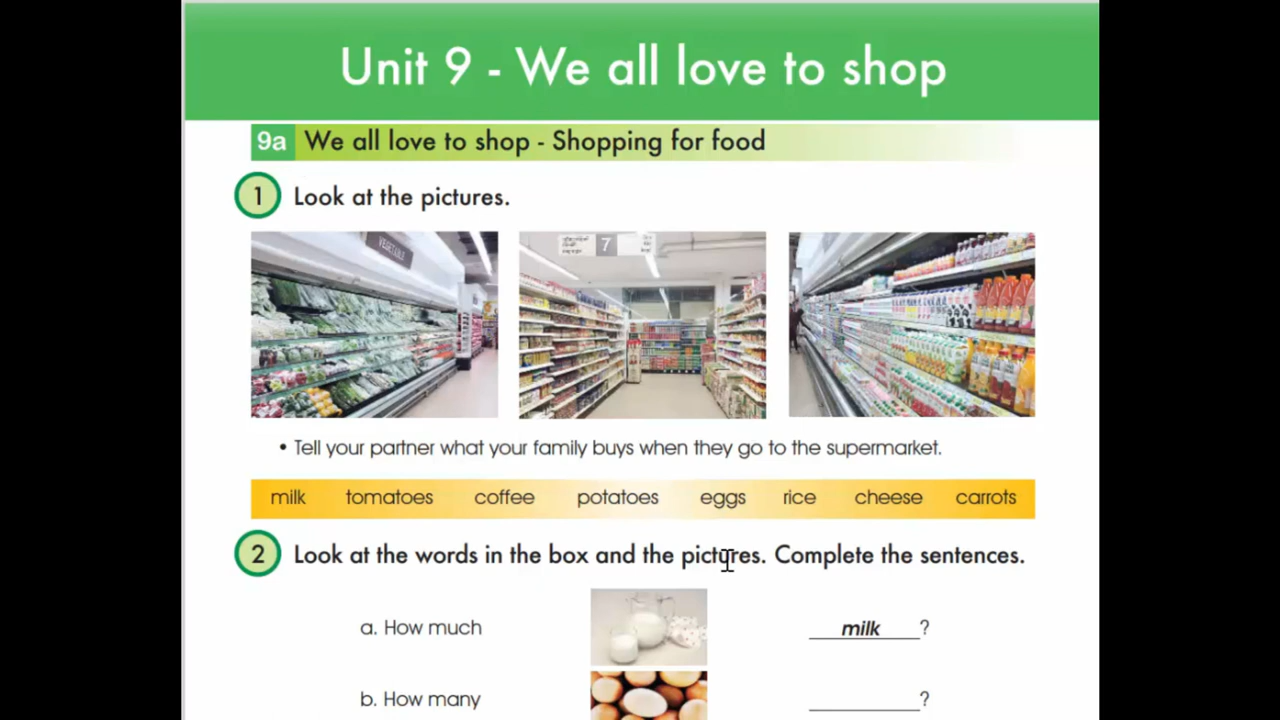 Unit 9 - We all love to shop
9a We all love to shop - Shopping for food
1 Look at the pictures.
VEGETABLE
7
• Tell your partner what your family buys when they go to the supermarket.
milk tomatoes coffee potatoes eggs rice cheese carrots
2 Look at the words in the box and the pictures. Complete the sentences.
a. How much milk ?
b. How many ?